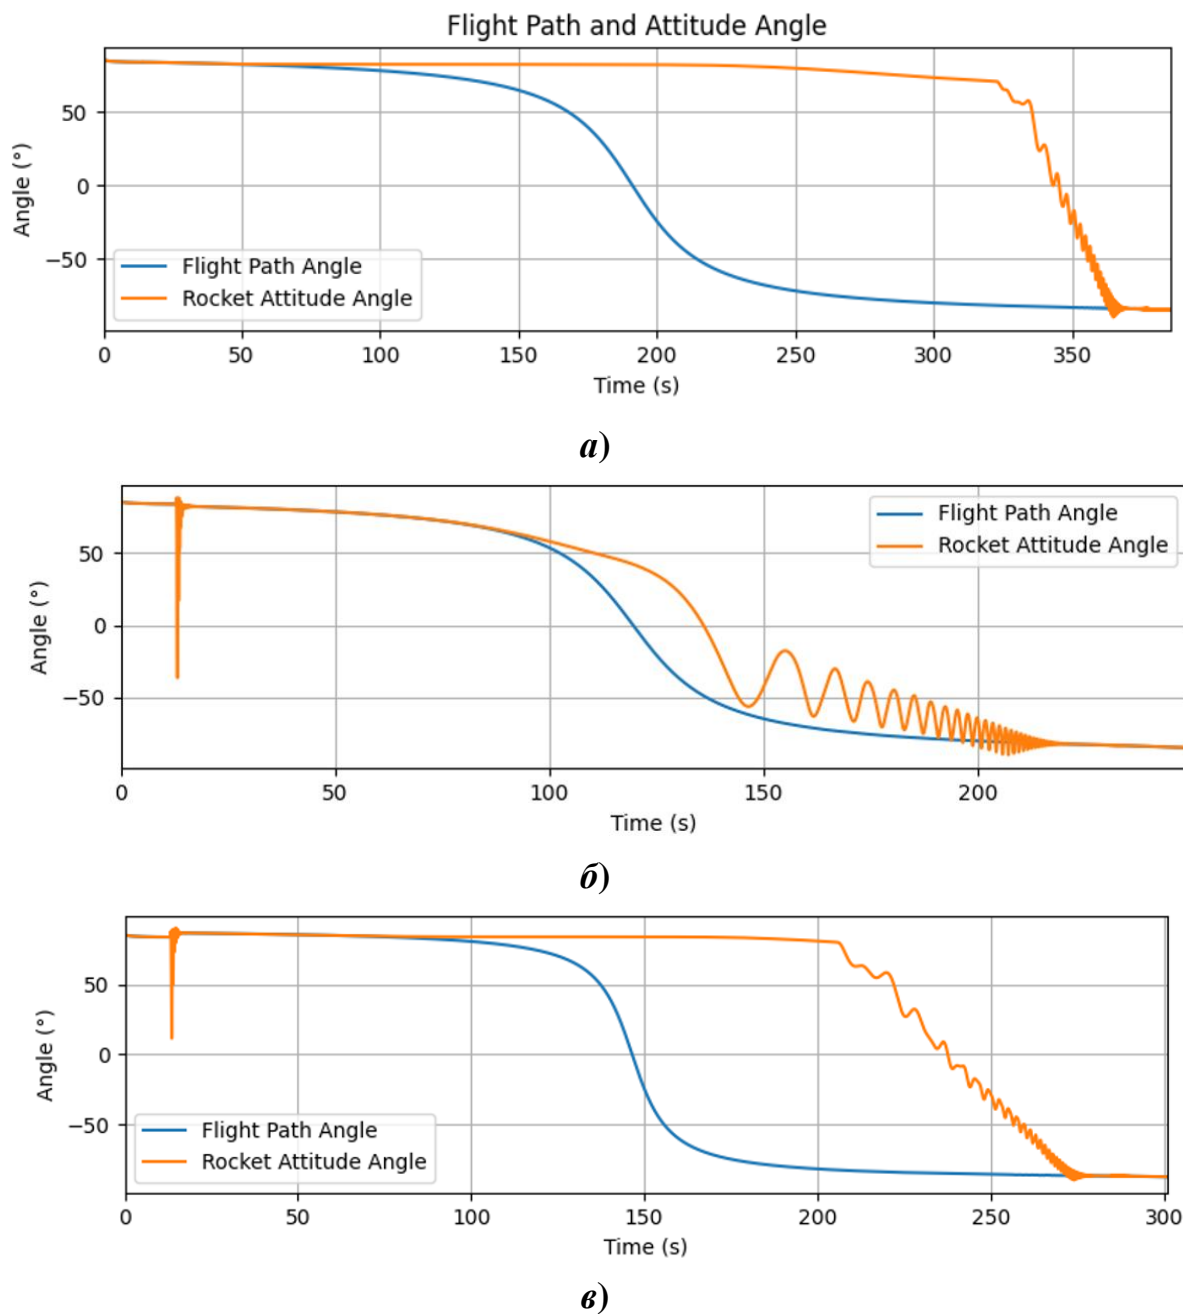 Flight Path and Attitude Angle
Angle (°)
50
0
−50
Flight Path Angle
Rocket Attitude Angle
0 50 100 150 200 250 300 350
Time (s)
а)
Angle (°)
50
0
−50
Flight Path Angle
Rocket Attitude Angle
0 50 100 150 200
Time (s)
б)
Angle (°)
50
0
−50
Flight Path Angle
Rocket Attitude Angle
0 50 100 150 200 250 300
Time (s)
в)